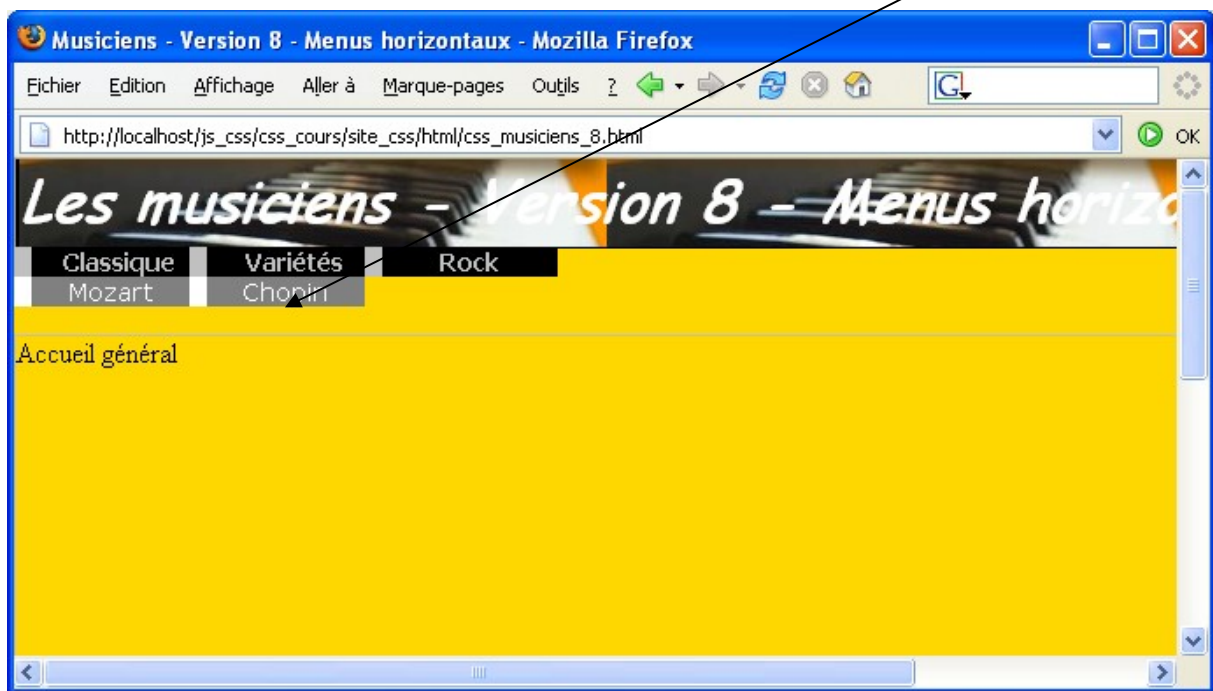 Musiciens - Version 8 - Menus horizontaux - Mozilla Firefox
Fichier Edition Affichage Aller à Marque-pages Outils ?
http://localhost/js_css/css_cours/site_css/html/css_musiciens_8.html OK
Les musiciens - Version 8 - Menus horizo
Classique Variétés Rock
Mozart Chopin
Accueil général